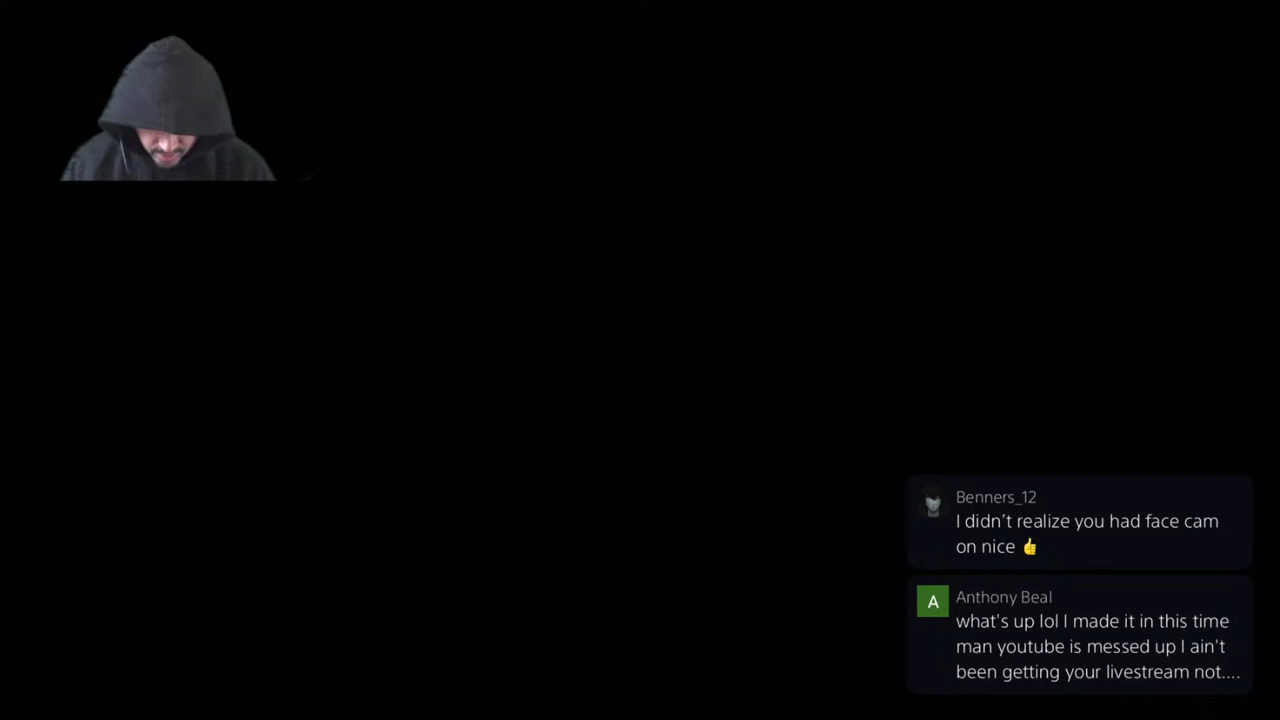 Benners_12
I didn't realize you had face cam
on nice 👍
A
Anthony Beal
what's up lol I made it in this time
man youtube is messed up I ain't
been getting your livestream not....